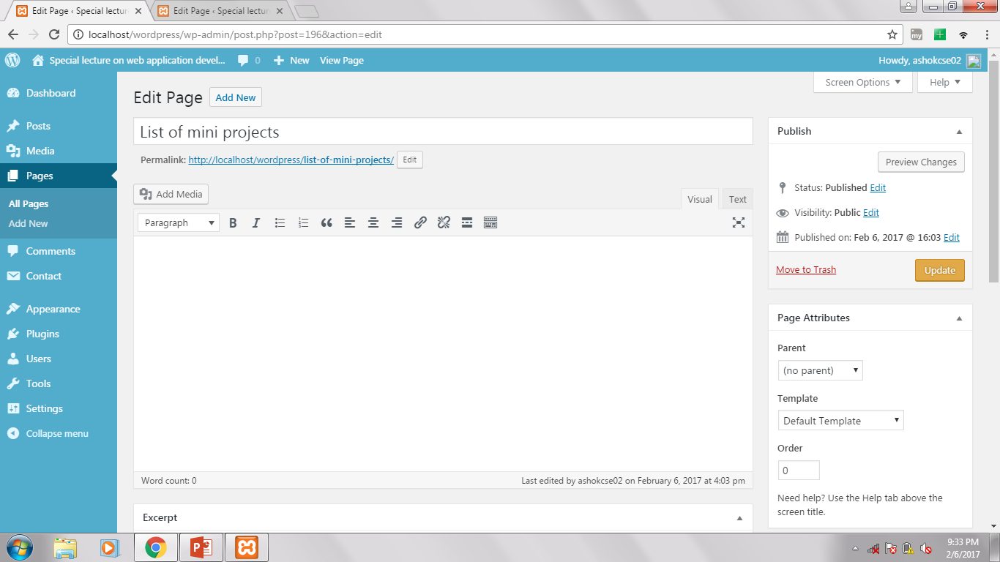 Edit Page ‹ Special lectur
Edit Page ‹ Special lectur
localhost/wordpress/wp-admin/post.php?post=196&action=edit
my
Special lecture on web application devel...
0
New
View Page
Howdy, ashokcse02
Dashboard
Posts
Media
Pages
All Pages
Add New
Comments
Contact
Appearance
Plugins
Users
Tools
Settings
Collapse menu
Screen Options
Help
Edit Page
Add New
List of mini projects
Permalink: http://localhost/wordpress/list-of-mini-projects/
Edit
Add Media
Visual
Text
Paragraph
B
I
Word count: 0
Last edited by ashokcse02 on February 6, 2017 at 4:03 pm
Excerpt
Publish
Preview Changes
Status: Published Edit
Visibility: Public Edit
Published on: Feb 6, 2017 @ 16:03 Edit
Move to Trash
Update
Page Attributes
Parent
(no parent)
Template
Default Template
Order
0
Need help? Use the Help tab above the
screen title.
9:33 PM
2/6/2017